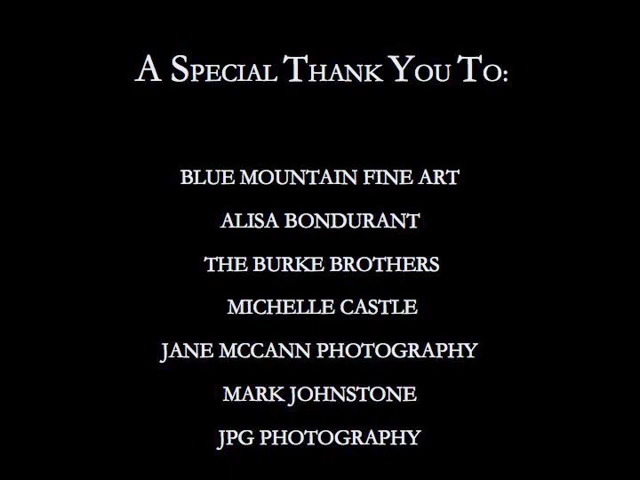 A Special Thank You To:
BLUE MOUNTAIN FINE ART
ALISA BONDURANT
THE BURKE BROTHERS
MICHELLE CASTLE
JANE MCCANN PHOTOGRAPHY
MARK JOHNSTONE
JPG PHOTOGRAPHY